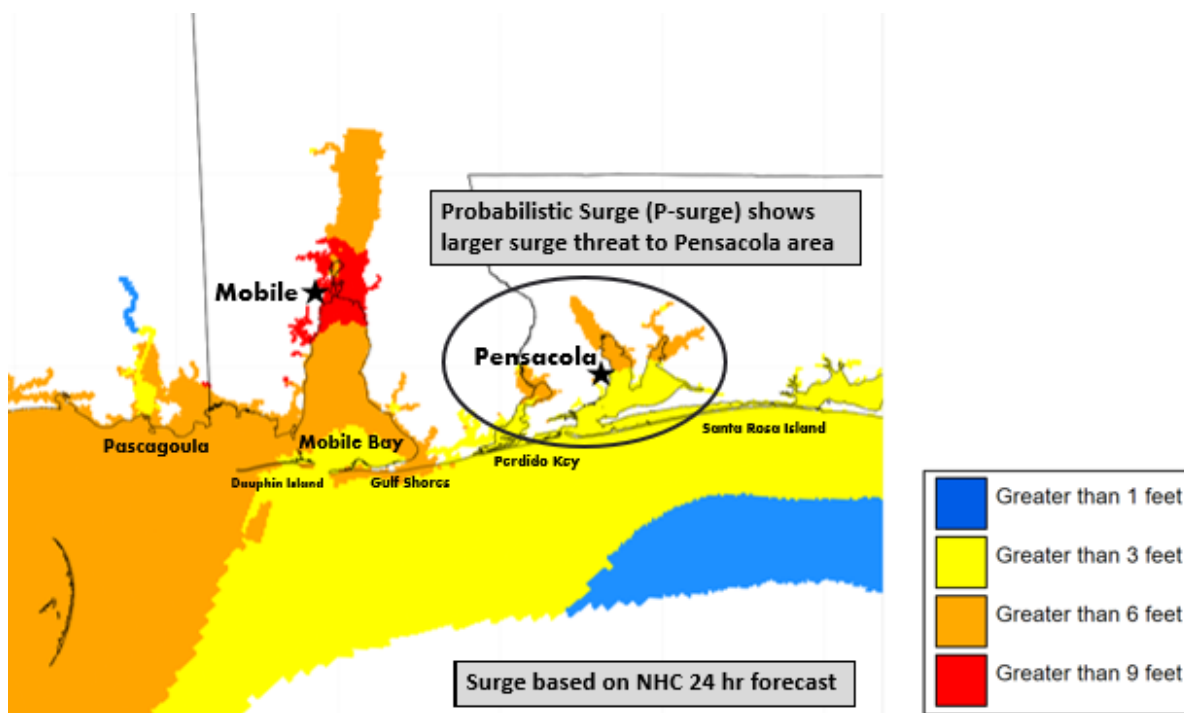 Probabilistic Surge (P-surge) shows
larger surge threat to Pensacola area
Mobile
Pensacola
Pascagoula
Mobile Bay
Santa Rosa Island
Perdido Key
Dauphin Island
Gulf Shores
Greater than 1 feet
Greater than 3 feet
Greater than 6 feet
Greater than 9 feet
Surge based on NHC 24 hr forecast